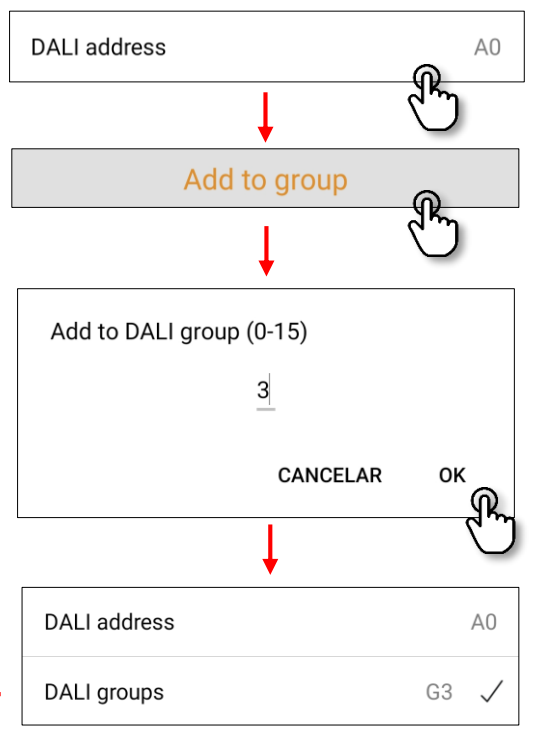 DALI address A0
Add to group
Add to DALI group (0-15)
3
CANCELAR OK
DALI address A0
DALI groups G3